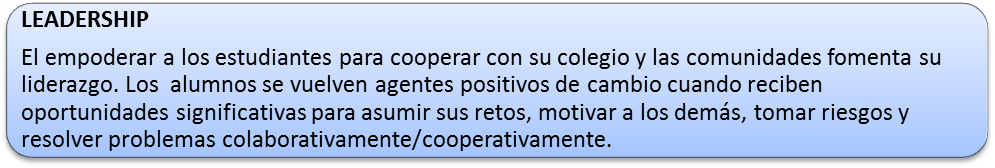 LEADERSHIP
El empoderar a los estudiantes para cooperar con su colegio y las comunidades fomenta su
liderazgo. Los alumnos se vuelven agentes positivos de cambio cuando reciben
oportunidades significativas para asumir sus retos, motivar a los demás, tomar riesgos y
resolver problemas colaborativamente/cooperativamente.